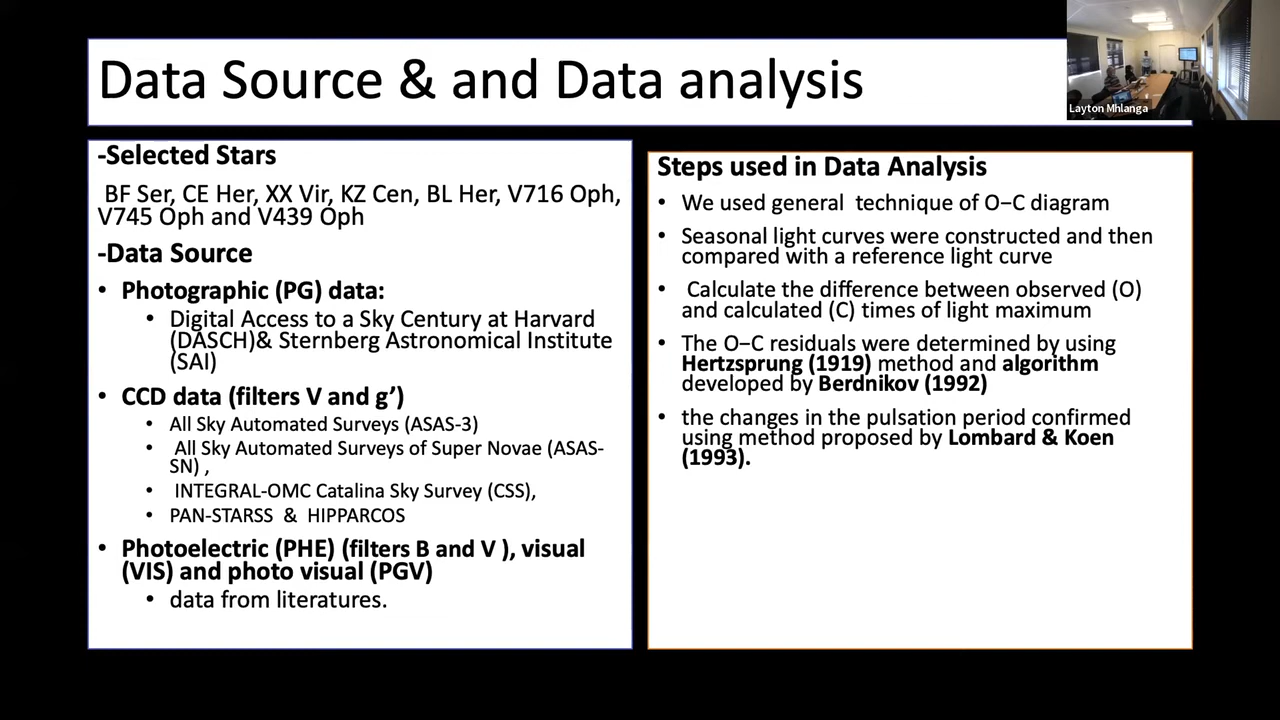 Data Source & and Data analysis
Layton Mhlanga
-Selected Stars
BF Ser, CE Her, XX Vir, KZ Cen, BL Her, V716 Oph,
V745 Oph and V439 Oph
-Data Source
• Photographic (PG) data:
• Digital Access to a Sky Century at Harvard
(DASCH)& Sternberg Astronomical Institute
(SAI)
• CCD data (filters V and g’)
• All Sky Automated Surveys (ASAS-3)
• All Sky Automated Surveys of Super Novae (ASAS-
SN) ,
• INTEGRAL-OMC Catalina Sky Survey (CSS),
• PAN-STARSS & HIPPARCOS
• Photoelectric (PHE) (filters B and V ), visual
(VIS) and photo visual (PGV)
• data from literatures.
Steps used in Data Analysis
• We used general technique of O−C diagram
• Seasonal light curves were constructed and then
compared with a reference light curve
• Calculate the difference between observed (O)
and calculated (C) times of light maximum
• The O−C residuals were determined by using
Hertzsprung (1919) method and algorithm
developed by Berdnikov (1992)
• the changes in the pulsation period confirmed
using method proposed by Lombard & Koen
(1993).